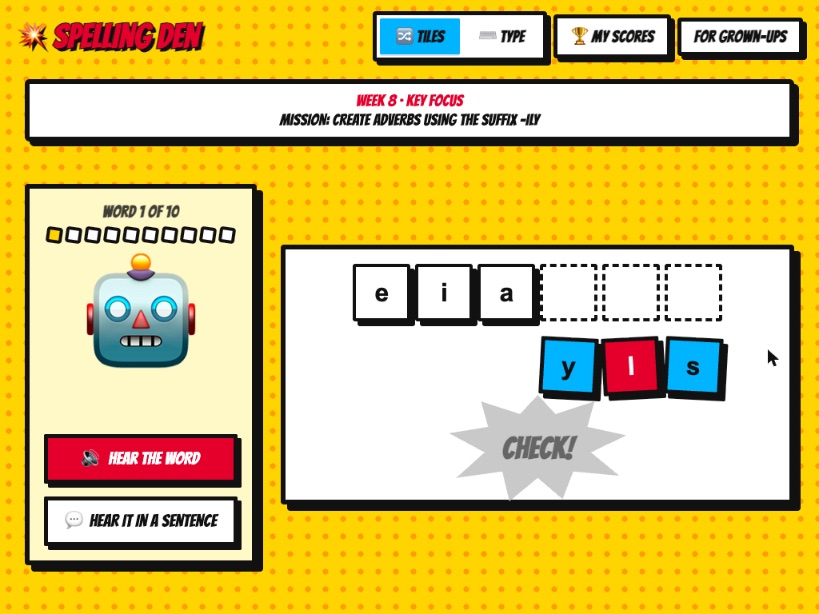 SPELLING DEN
TILES
TYPE
MY SCORES
FOR GROWN-UPS
WEEK 8 · KEY FOCUS
MISSION: CREATE ADVERBS USING THE SUFFIX -ILY
WORD 1 OF 10
HEAR THE WORD
HEAR IT IN A SENTENCE
e i a
y l s
CHECK!